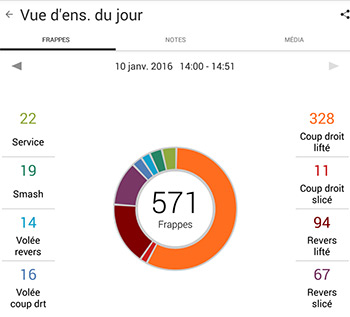 ← Vue d'ens. du jour
FRAPPES NOTES MÉDIA
10 janv. 2016 14:00 - 14:51
22
Service
19
Smash
14
Volée
revers
16
Volée
coup drt
571
Frappes
328
Coup droit
lifté
11
Coup droit
slicé
94
Revers
lifté
67
Revers
slicé